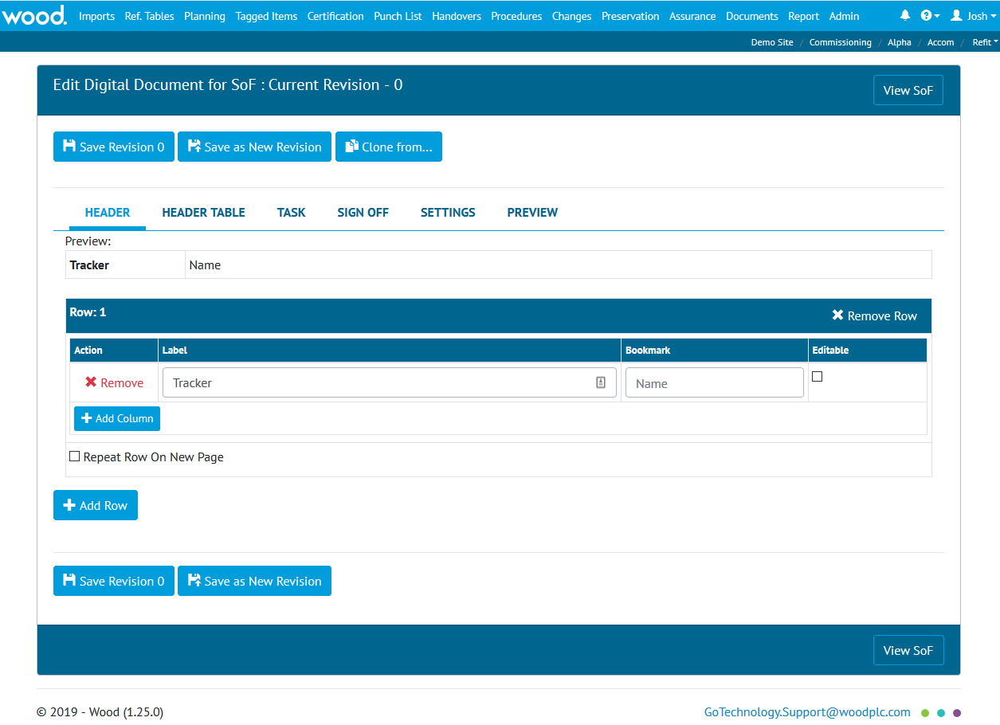 wood. Imports Ref. Tables Planning Tagged Items Certification Punch List Handovers Procedures Changes Preservation Assurance Documents Report Admin Josh
Demo Site / Commissioning / Alpha / Accom / Refit
Edit Digital Document for SoF : Current Revision - 0
View SoF
Save Revision 0 Save as New Revision Clone from...
HEADER HEADER TABLE TASK SIGN OFF SETTINGS PREVIEW
Preview:
Tracker Name
Row: 1
Remove Row
Action Label Bookmark Editable
Remove Tracker Name
Add Column
Repeat Row On New Page
Add Row
Save Revision 0 Save as New Revision
View SoF
© 2019 - Wood (1.25.0) GoTechnology.Support@woodplc.com